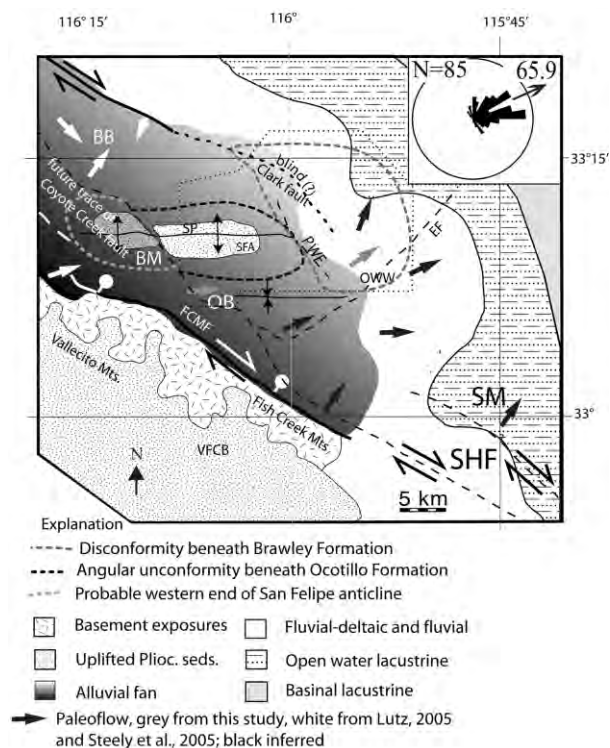 116° 15'
116°
115°45'
N=85
65.9
BB
33°15'
blind (?)
Clark fault
future trace of
Coyote Creek fault
SP
SFA
BM
PWE
EF
OWW
OB
FCMF
Vallecito Mts.
Fish Creek Mts.
SM
33°
VFCB
SHF
N
5 km
Explanation
Disconformity beneath Brawley Formation
Angular unconformity beneath Ocotillo Formation
Probable western end of San Felipe anticline
Basement exposures
Fluvial-deltaic and fluvial
Uplifted Plioc. seds.
Open water lacustrine
Alluvial fan
Basinal lacustrine
Paleoflow, grey from this study, white from Lutz, 2005
and Steely et al., 2005; black inferred